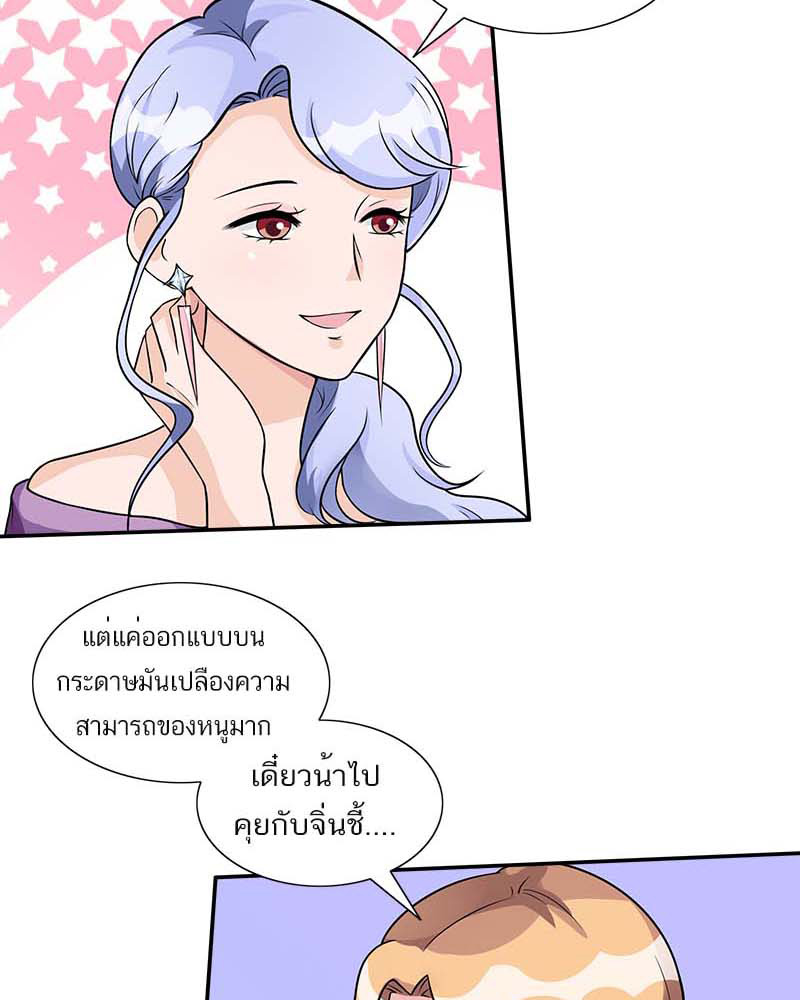 แต่แค่ออกแบบบน
กระดาษมันเปลืองความ
สามารถของหนูมาก
เดี๋ยวน้าไป
คุยกับจิ่นซี้....